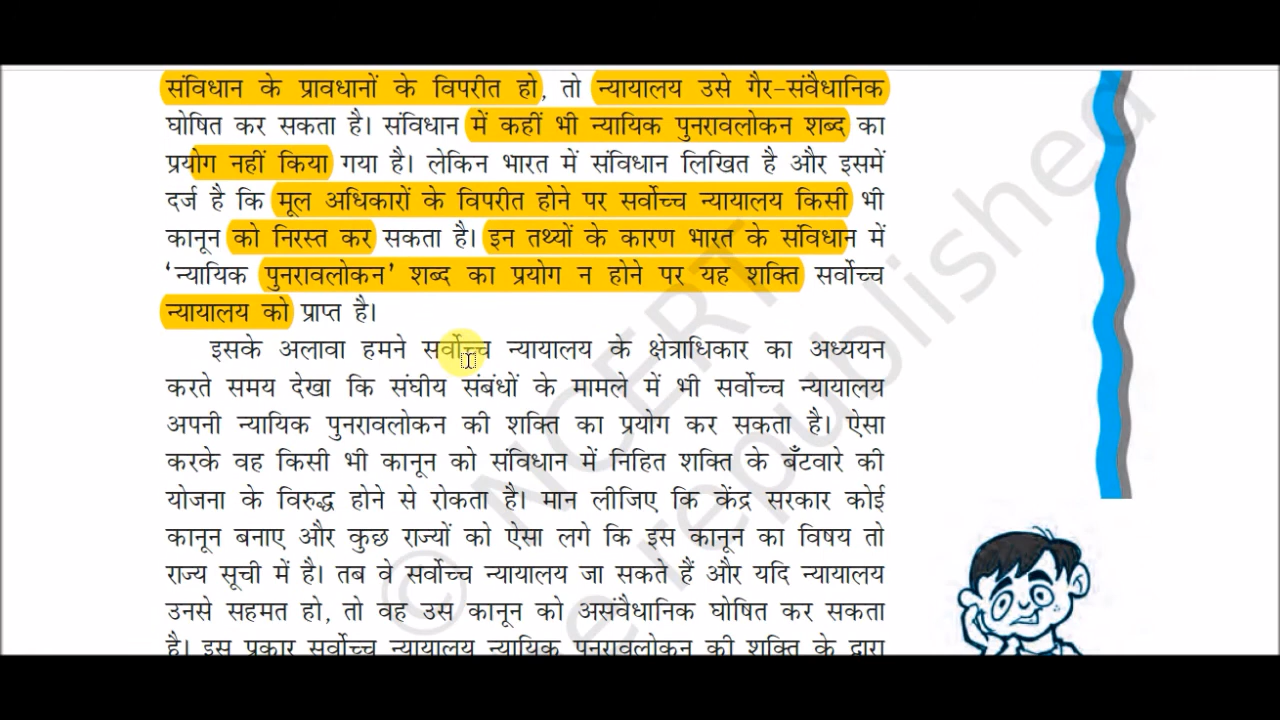 संविधान के प्रावधानों के विपरीत हो, तो न्यायालय उसे गैर-संवैधानिक
घोषित कर सकता है। संविधान में कहीं भी न्यायिक पुनरावलोकन शब्द का
प्रयोग नहीं किया गया है। लेकिन भारत में संविधान लिखित है और इसमें
दर्ज है कि मूल अधिकारों के विपरीत होने पर सर्वोच्च न्यायालय किसी भी
कानून को निरस्त कर सकता है। इन तथ्यों के कारण भारत के संविधान में
‘न्यायिक पुनरावलोकन’ शब्द का प्रयोग न होने पर यह शक्ति सर्वोच्च
न्यायालय को प्राप्त है।
इसके अलावा हमने सर्वोच्च न्यायालय के क्षेत्राधिकार का अध्ययन
करते समय देखा कि संघीय संबंधों के मामले में भी सर्वोच्च न्यायालय
अपनी न्यायिक पुनरावलोकन की शक्ति का प्रयोग कर सकता है। ऐसा
करके वह किसी भी कानून को संविधान में निहित शक्ति के बँटवारे की
योजना के विरुद्ध होने से रोकता है। मान लीजिए कि केंद्र सरकार कोई
कानून बनाए और कुछ राज्यों को ऐसा लगे कि इस कानून का विषय तो
राज्य सूची में है। तब वे सर्वोच्च न्यायालय जा सकते हैं और यदि न्यायालय
उनसे सहमत हो, तो वह उस कानून को असंवैधानिक घोषित कर सकता
है। इस प्रकार सर्वोच्च न्यायालय न्यायिक पुनरावलोकन की शक्ति के द्वारा
© NCERT
e republished